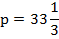 p = 33 1/3